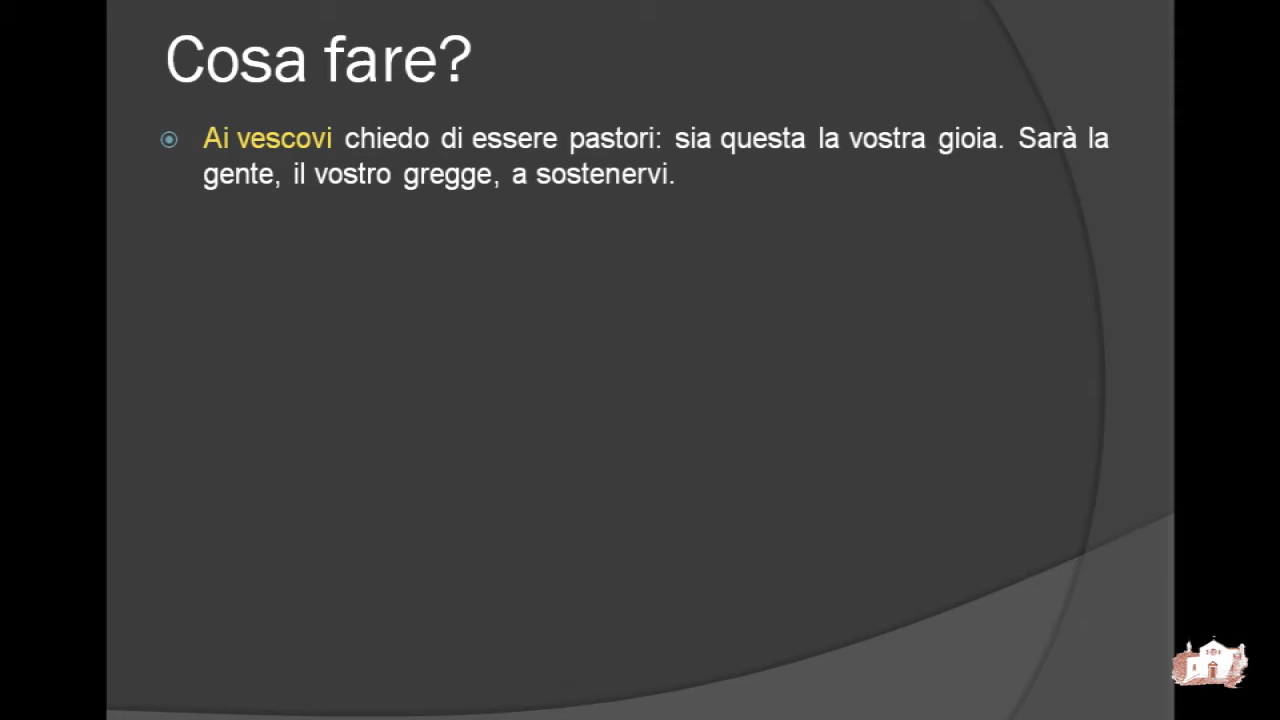 Cosa fare?
Ai vescovi chiedo di essere pastori: sia questa la vostra gioia. Sarà la
gente, il vostro gregge, a sostenervi.